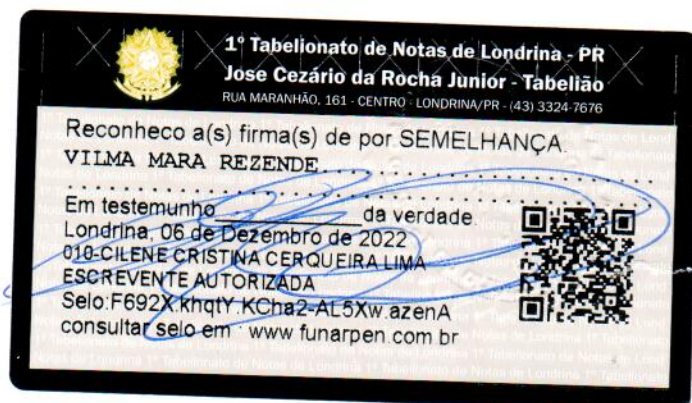 1º Tabelionato de Notas de Londrina - PR
Jose Cezário da Rocha Junior - Tabelião
RUA MARANHÃO, 161 - CENTRO - LONDRINA/PR - (43) 3324-7676
Reconheco a(s) firma(s) de por SEMELHANÇA.
VILMA MARA REZENDE
Em testemunho____________da verdade.
Londrina, 06 de Dezembro de 2022
010-CILENE CRISTINA CERQUEIRA LIMA
ESCREVENTE AUTORIZADA
Selo:F692X.khqtY.KCha2-AL5Xw.azenA
consultar selo em www.funarpen.com.br